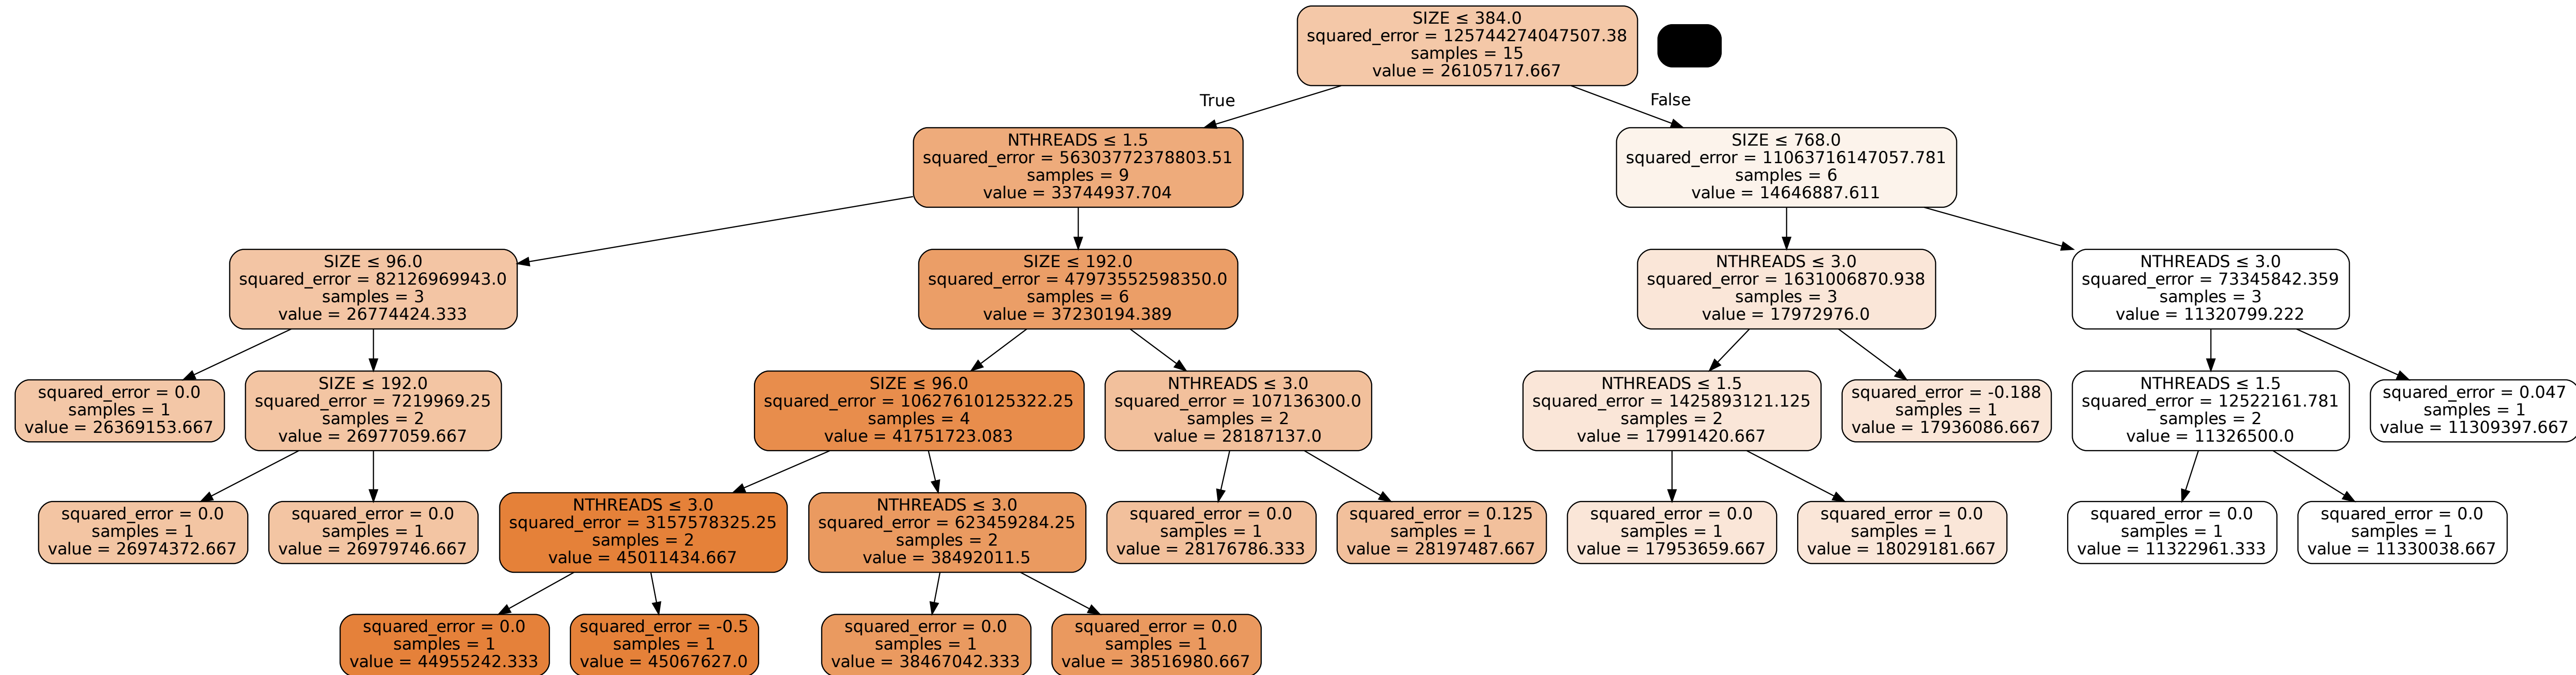 SIZE ≤ 384.0
squared_error = 125744274047507.38
samples = 15
value = 26105717.667
True
False
NTHREADS ≤ 1.5
squared_error = 56303772378803.51
samples = 9
value = 33744937.704
SIZE ≤ 768.0
squared_error = 11063716147057.781
samples = 6
value = 14646887.611
SIZE ≤ 96.0
squared_error = 82126969943.0
samples = 3
value = 26774424.333
SIZE ≤ 192.0
squared_error = 47973552598350.0
samples = 6
value = 37230194.389
NTHREADS ≤ 3.0
squared_error = 1631006870.938
samples = 3
value = 17972976.0
NTHREADS ≤ 3.0
squared_error = 73345842.359
samples = 3
value = 11320799.222
squared_error = 0.0
samples = 1
value = 26369153.667
SIZE ≤ 192.0
squared_error = 7219969.25
samples = 2
value = 26977059.667
SIZE ≤ 96.0
squared_error = 10627610125322.25
samples = 4
value = 41751723.083
NTHREADS ≤ 3.0
squared_error = 107136300.0
samples = 2
value = 28187137.0
NTHREADS ≤ 1.5
squared_error = 1425893121.125
samples = 2
value = 17991420.667
squared_error = -0.188
samples = 1
value = 17936086.667
NTHREADS ≤ 1.5
squared_error = 12522161.781
samples = 2
value = 11326500.0
squared_error = 0.047
samples = 1
value = 11309397.667
squared_error = 0.0
samples = 1
value = 26974372.667
squared_error = 0.0
samples = 1
value = 26979746.667
NTHREADS ≤ 3.0
squared_error = 3157578325.25
samples = 2
value = 45011434.667
NTHREADS ≤ 3.0
squared_error = 623459284.25
samples = 2
value = 38492011.5
squared_error = 0.0
samples = 1
value = 28176786.333
squared_error = 0.125
samples = 1
value = 28197487.667
squared_error = 0.0
samples = 1
value = 17953659.667
squared_error = 0.0
samples = 1
value = 18029181.667
squared_error = 0.0
samples = 1
value = 11322961.333
squared_error = 0.0
samples = 1
value = 11330038.667
squared_error = 0.0
samples = 1
value = 44955242.333
squared_error = -0.5
samples = 1
value = 45067627.0
squared_error = 0.0
samples = 1
value = 38467042.333
squared_error = 0.0
samples = 1
value = 38516980.667